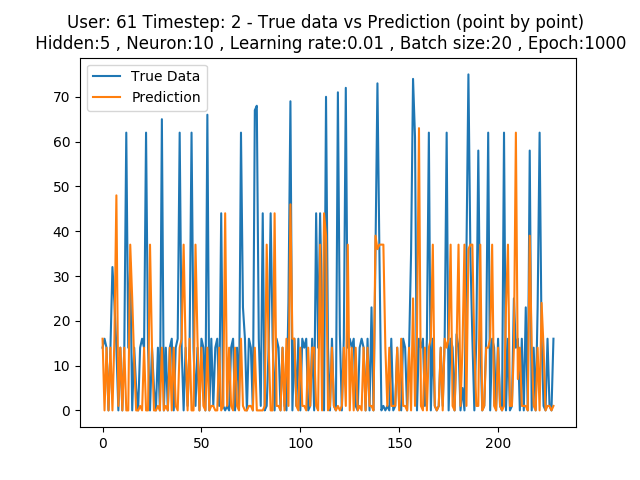 User: 61 Timestep: 2 - True data vs Prediction (point by point)
Hidden:5 , Neuron:10 , Learning rate:0.01 , Batch size:20 , Epoch:1000
True Data
Prediction
70
60
50
40
30
20
10
0
0 50 100 150 200